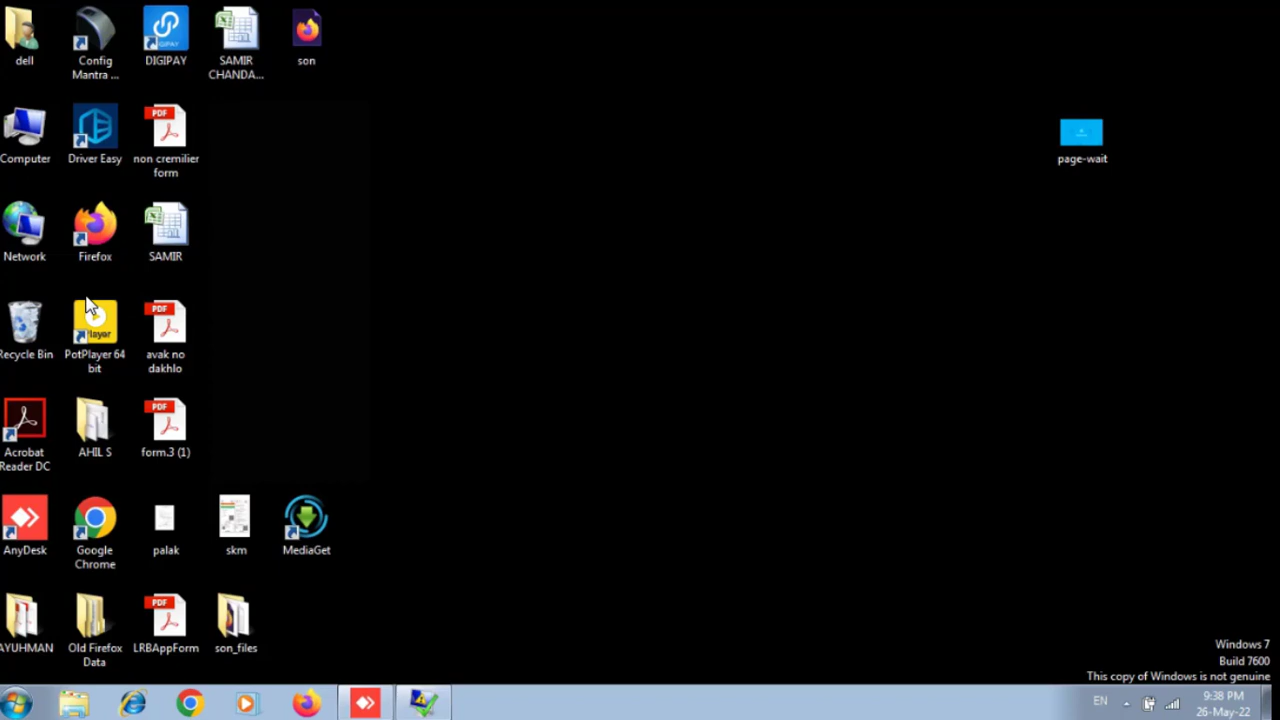 dell
Config
Mantra ...
DIGIPAY
SAMIR
CHANDA...
son
Computer
Driver Easy
non cremilier
form
page-wait
Network
Firefox
SAMIR
Recycle Bin
PotPlayer 64
bit
avak no
dakhlo
Acrobat
Reader DC
AHIL S
form.3 (1)
AnyDesk
Google
Chrome
palak
skm
MediaGet
AYUHMAN
Old Firefox
Data
LRBAppForm
son_files
Windows 7
Build 7600
This copy of Windows is not genuine
EN
9:38 PM
26-May-22